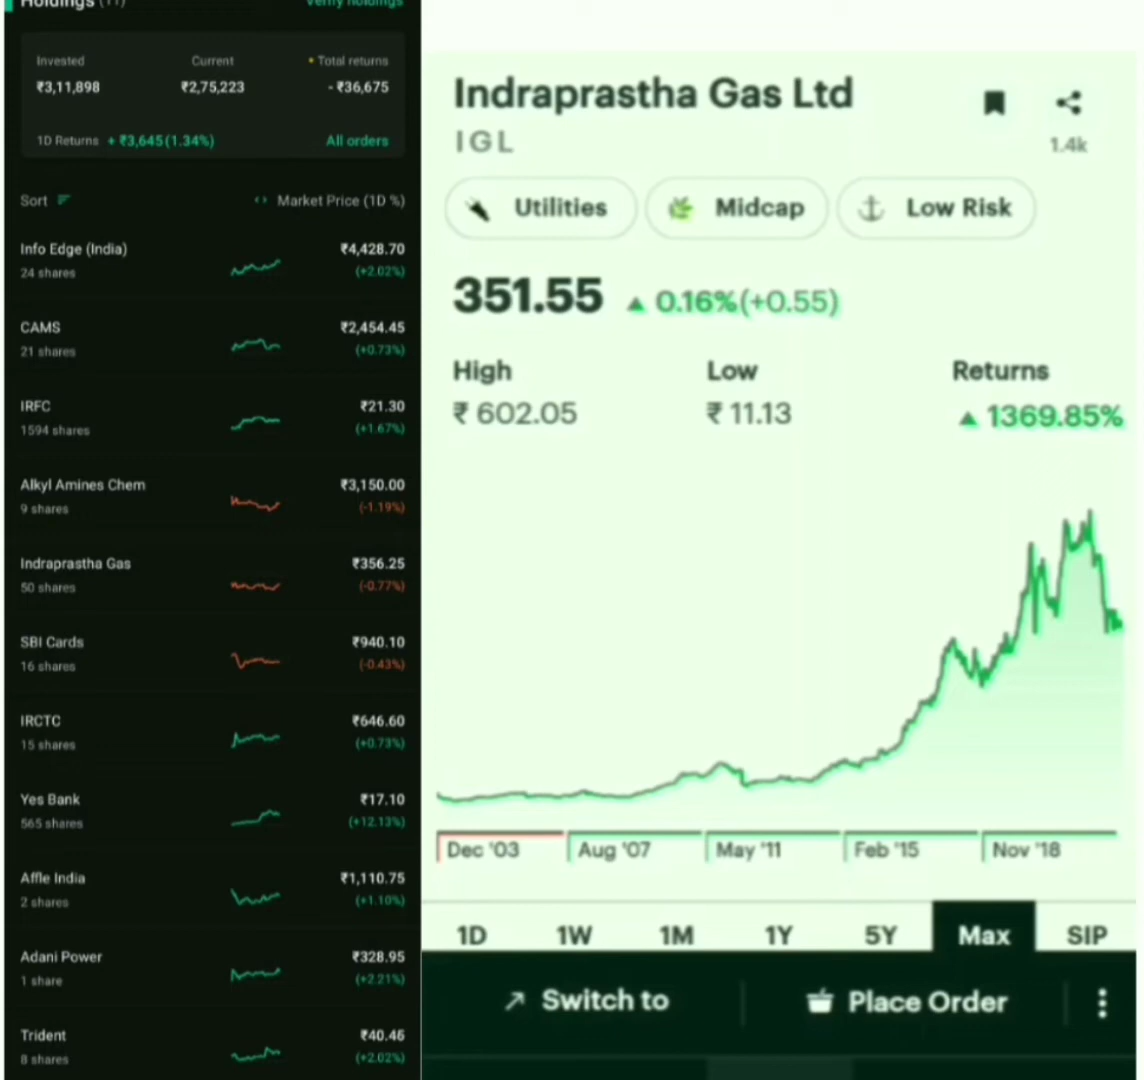 Holdings (11) Verify holdings
Invested Current • Total returns
₹3,11,898 ₹2,75,223 - ₹36,675
1D Returns + ₹3,645(1.34%) All orders
Sort Market Price (1D %)
Info Edge (India) ₹4,428.70
24 shares (+2.02%)
CAMS ₹2,454.45
21 shares (+0.73%)
IRFC ₹21.30
1594 shares (+1.67%)
Alkyl Amines Chem ₹3,150.00
9 shares (-1.19%)
Indraprastha Gas ₹356.25
50 shares (-0.77%)
SBI Cards ₹940.10
16 shares (-0.43%)
IRCTC ₹646.60
15 shares (+0.73%)
Yes Bank ₹17.10
565 shares (+12.13%)
Affle India ₹1,110.75
2 shares (+1.10%)
Adani Power ₹328.95
1 share (+2.21%)
Trident ₹40.45
8 shares (+2.02%)
Indraprastha Gas Ltd
IGL 1.4k
Utilities Midcap Low Risk
351.55 ▲ 0.16%(+0.55)
High Low Returns
₹ 602.05 ₹ 11.13 ▲ 1369.85%
Dec '03 Aug '07 May '11 Feb '15 Nov '18
1D 1W 1M 1Y 5Y Max SIP
Switch to Place Order